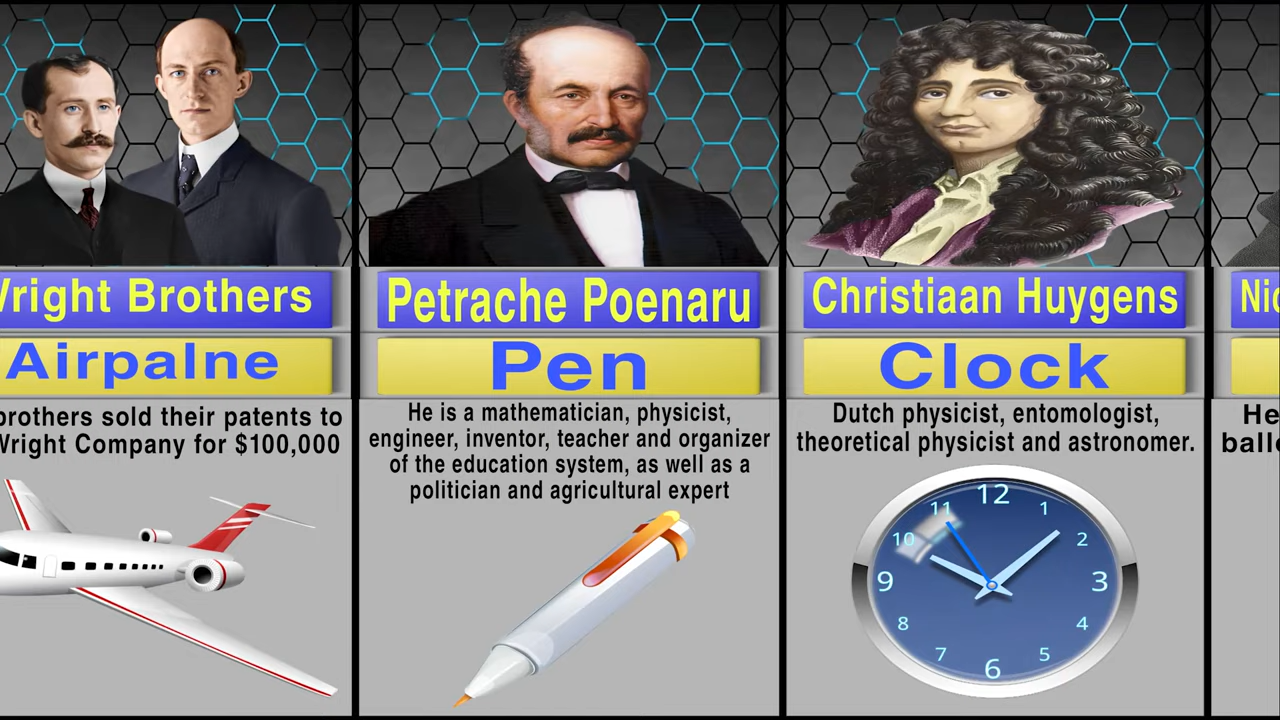 Wright Brothers
Airpalne
brothers sold their patents to
Wright Company for $100,000
Petrache Poenaru
Pen
He is a mathematician, physicist,
engineer, inventor, teacher and organizer
of the education system, as well as a
politician and agricultural expert
Christiaan Huygens
Clock
Dutch physicist, entomologist,
theoretical physicist and astronomer.
12
1
2
3
4
5
6
7
8
9
10
11
He